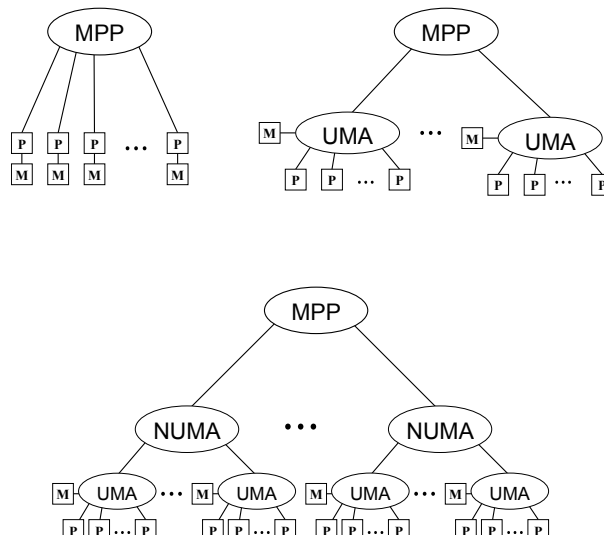 MPP
P P P ... P
M M M M
MPP
M UMA ... M UMA
P P ... P
P P ... P
MPP
NUMA ... NUMA
M UMA ... M UMA M UMA ... M UMA
P P ... P P P ... P P P ... P P P ... P